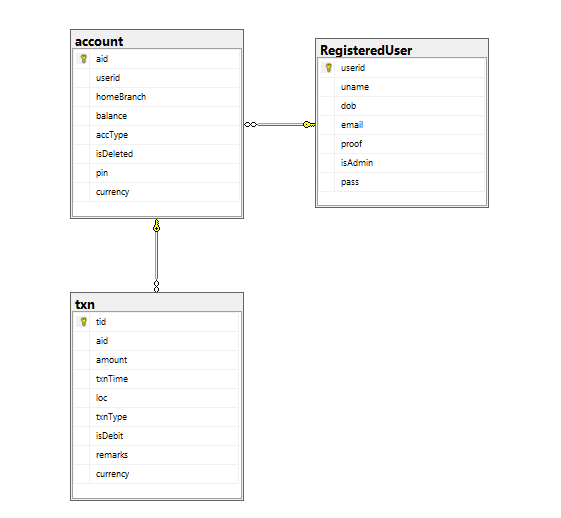 account
aid
userid
homeBranch
balance
accType
isDeleted
pin
currency
RegisteredUser
userid
uname
dob
email
proof
isAdmin
pass
txn
tid
aid
amount
txnTime
loc
txnType
isDebit
remarks
currency